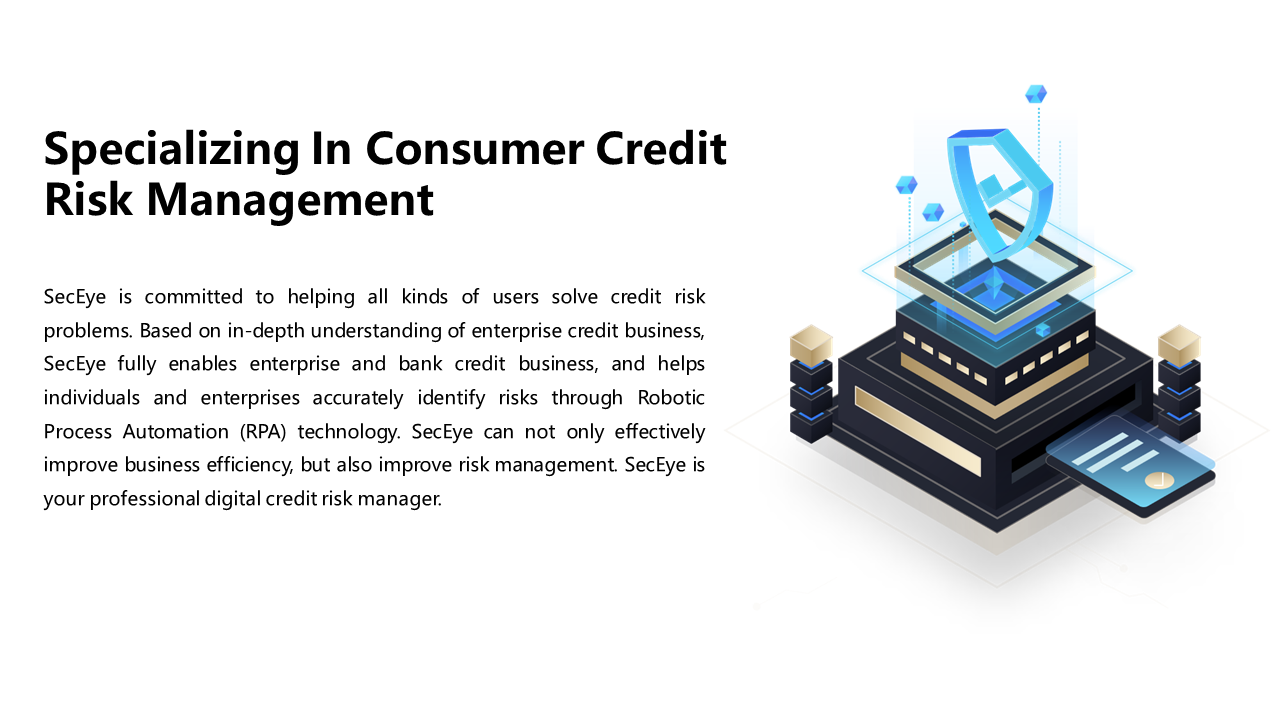 Specializing In Consumer Credit
Risk Management
SecEye is committed to helping all kinds of users solve credit risk
problems. Based on in-depth understanding of enterprise credit business,
SecEye fully enables enterprise and bank credit business, and helps
individuals and enterprises accurately identify risks through Robotic
Process Automation (RPA) technology. SecEye can not only effectively
improve business efficiency, but also improve risk management. SecEye is
your professional digital credit risk manager.